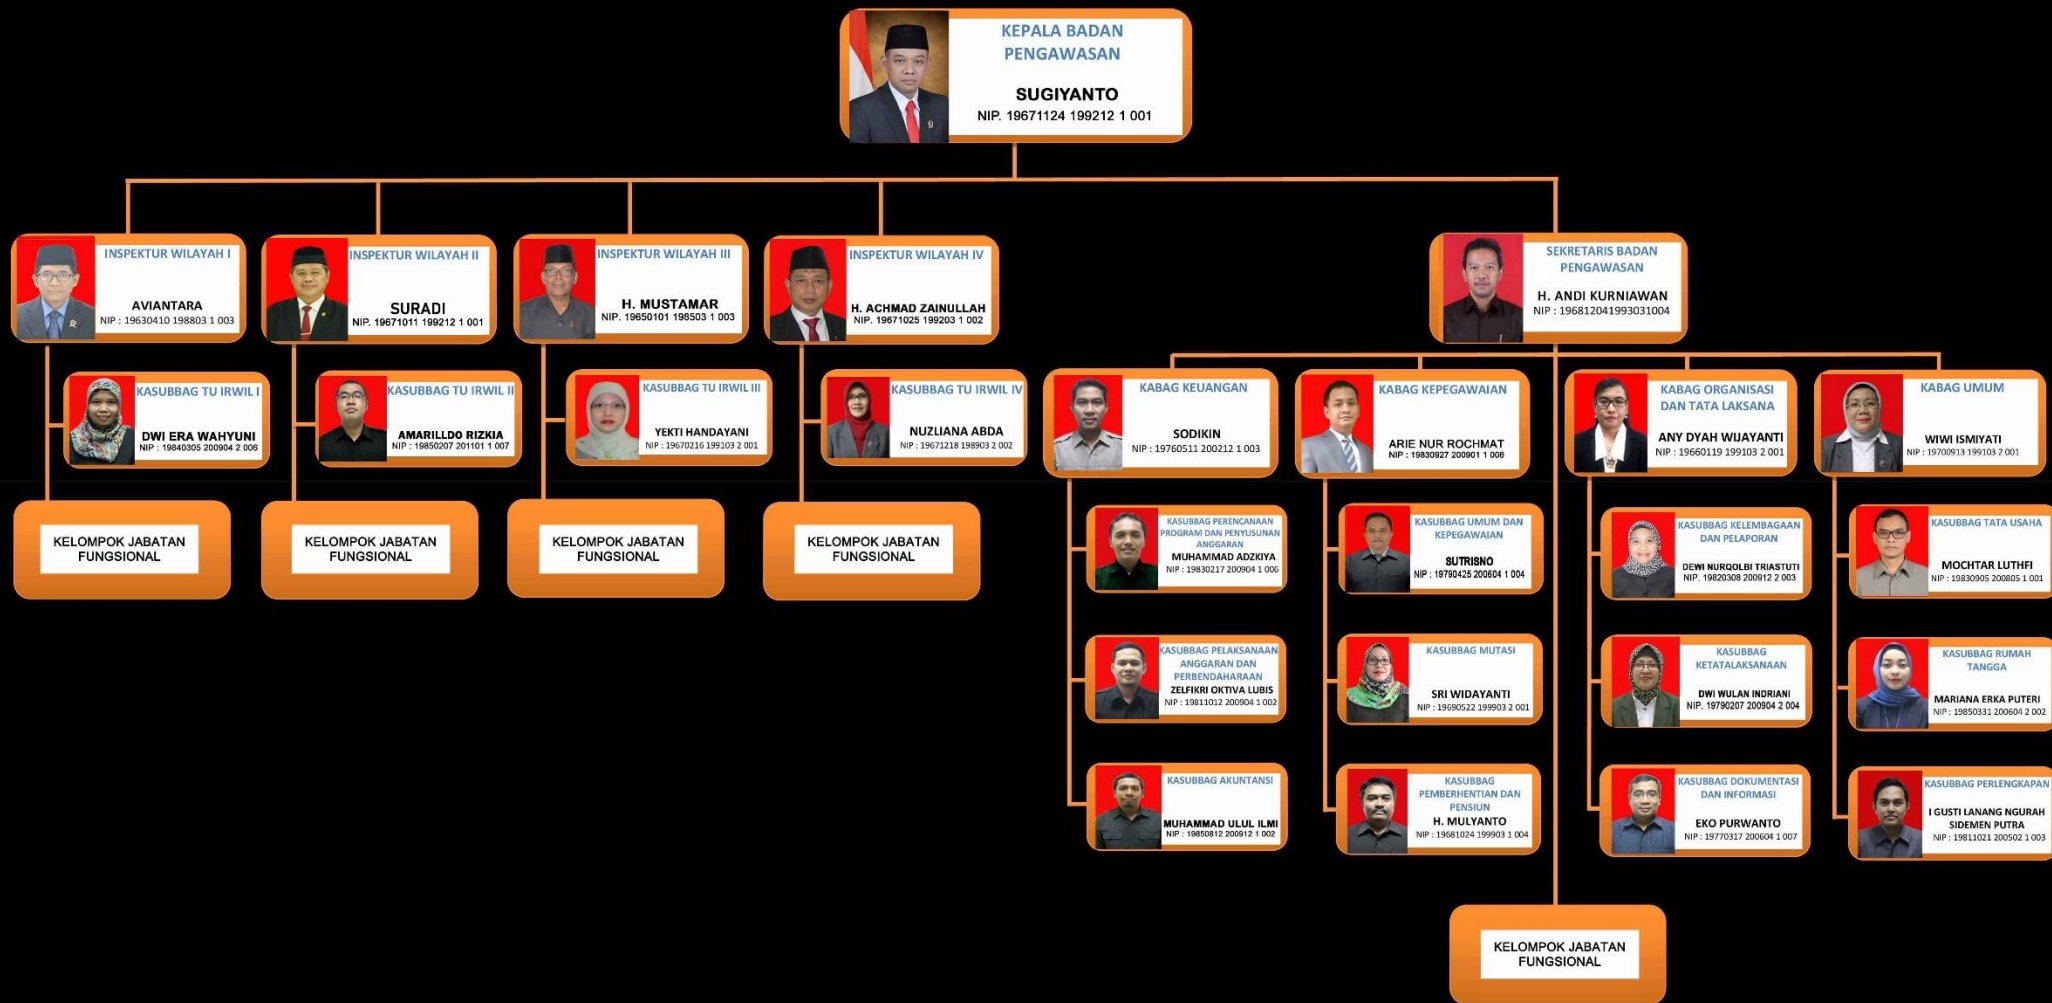 KEPALA BADAN
PENGAWASAN
SUGIYANTO
NIP. 19671124 199212 1 001
INSPEKTUR WILAYAH I
AVIANTARA
NIP : 19630410 198803 1 003
INSPEKTUR WILAYAH II
SURADI
NIP. 19671011 199212 1 001
INSPEKTUR WILAYAH III
H. MUSTAMAR
NIP. 19650101 198503 1 003
INSPEKTUR WILAYAH IV
H. ACHMAD ZAINULLAH
NIP. 19671025 199203 1 002
SEKRETARIS BADAN
PENGAWASAN
H. ANDI KURNIAWAN
NIP : 196812041993031004
KASUBBAG TU IRWIL I
DWI ERA WAHYUNI
NIP : 19840305 200904 2 006
KASUBBAG TU IRWIL II
AMARILLDO RIZKIA
NIP : 19850207 201101 1 007
KASUBBAG TU IRWIL III
YEKTI HANDAYANI
NIP : 19670216 199103 2 001
KASUBBAG TU IRWIL IV
NUZLIANA ABDA
NIP : 19671218 198903 2 002
KABAG KEUANGAN
SODIKIN
NIP : 19760511 200212 1 003
KABAG KEPEGAWAIAN
ARIE NUR ROCHMAT
NIP : 19830927 200901 1 006
KABAG ORGANISASI
DAN TATA LAKSANA
ANY DYAH WIJAYANTI
NIP : 19660119 199103 2 001
KABAG UMUM
WIWI ISMIYATI
NIP : 19700913 199103 2 001
KELOMPOK JABATAN
FUNGSIONAL
KELOMPOK JABATAN
FUNGSIONAL
KELOMPOK JABATAN
FUNGSIONAL
KELOMPOK JABATAN
FUNGSIONAL
KASUBBAG PERENCANAAN
PROGRAM DAN PENYUSUNAN
ANGGARAN
MUHAMMAD ADZKIYA
NIP : 19830217 200904 1 006
KASUBBAG UMUM DAN
KEPEGAWAIAN
SUTRISNO
NIP : 19790425 200604 1 004
KASUBBAG KELEMBAGAAN
DAN PELAPORAN
DEWI NURQOLBI TRIASTUTI
NIP. 19820308 200912 2 003
KASUBBAG TATA USAHA
MOCHTAR LUTHFI
NIP : 19830905 200805 1 001
KASUBBAG PELAKSANAAN
ANGGARAN DAN
PERBENDAHARAAN
ZELFIKRI OKTIVA LUBIS
NIP : 19811012 200904 1 002
KASUBBAG MUTASI
SRI WIDAYANTI
NIP : 19690522 199903 2 001
KASUBBAG
KETATALAKSANAAN
DWI WULAN INDRIANI
NIP. 19790207 200904 2 004
KASUBBAG RUMAH
TANGGA
MARIANA ERKA PUTERI
NIP : 19850331 200604 2 002
KASUBBAG AKUNTANSI
MUHAMMAD ULUL ILMI
NIP : 19850812 200912 1 002
KASUBBAG
PEMBERHENTIAN DAN
PENSIUN
H. MULYANTO
NIP : 19681024 199903 1 004
KASUBBAG DOKUMENTASI
DAN INFORMASI
EKO PURWANTO
NIP : 19770317 200604 1 007
KASUBBAG PERLENGKAPAN
I GUSTI LANANG NGURAH
SIDEMEN PUTRA
NIP : 19811021 200502 1 003
KELOMPOK JABATAN
FUNGSIONAL